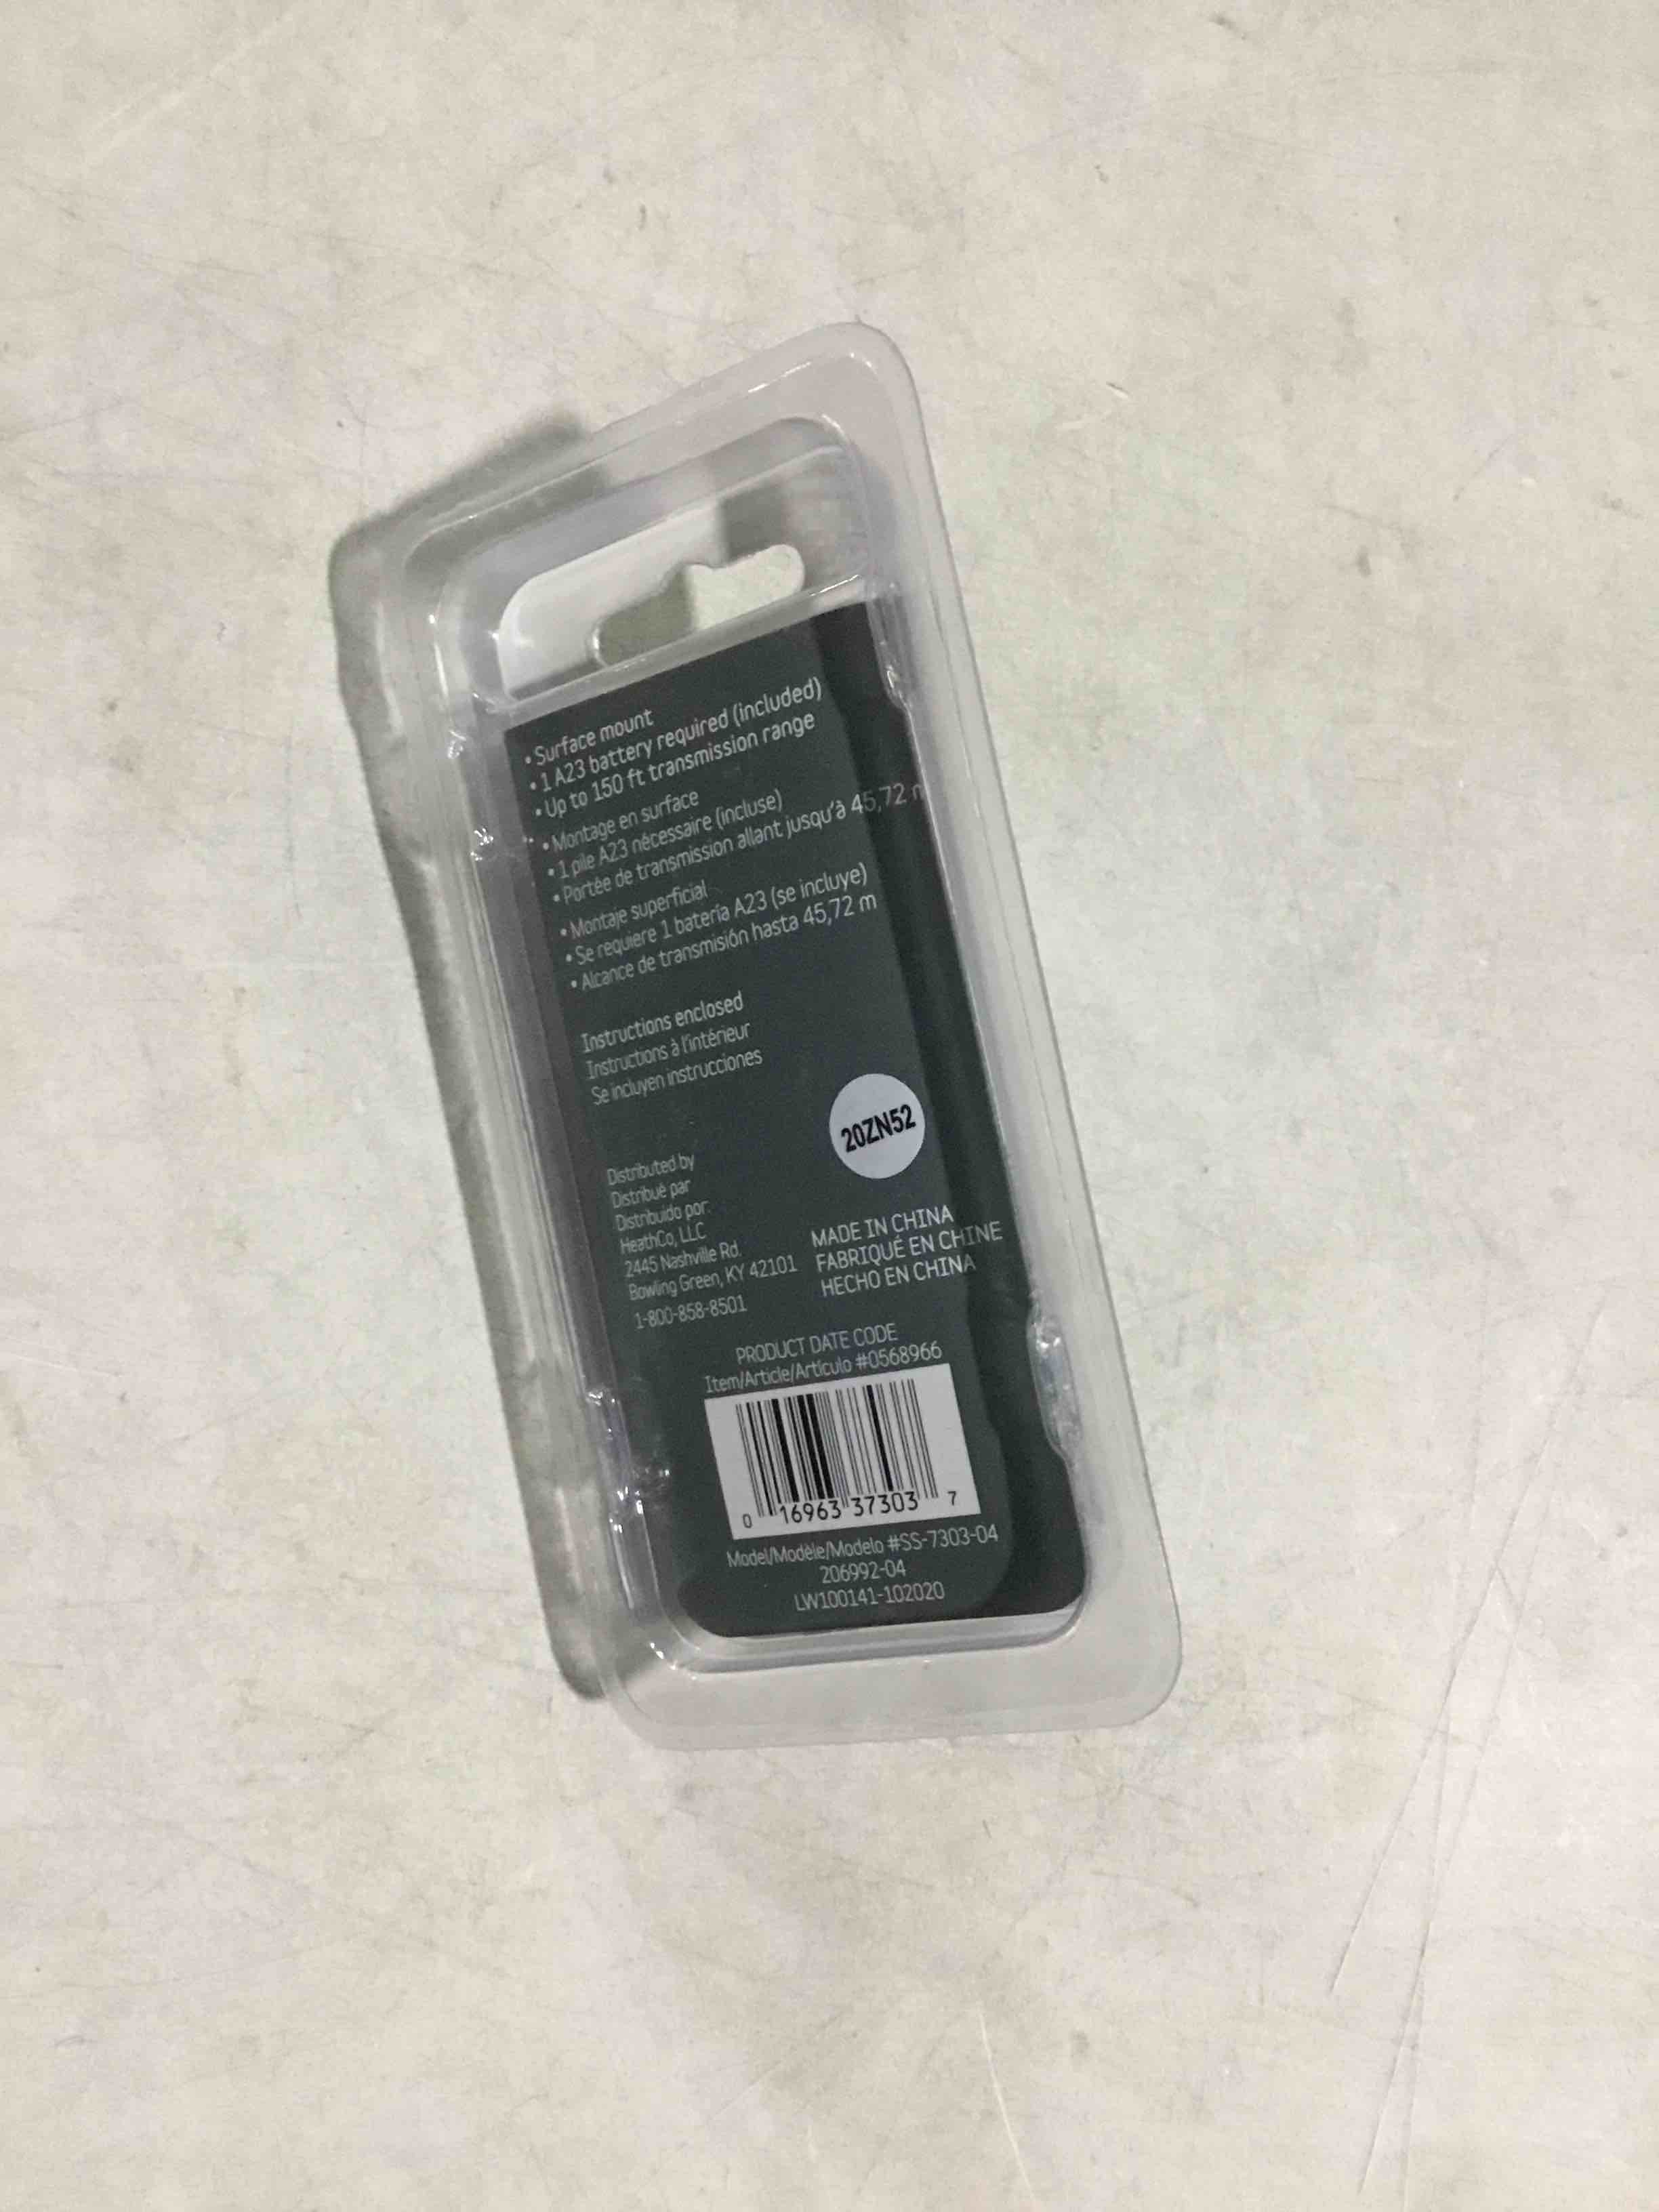 • Surface mount
• 1 A23 battery required (included)
• Up to 150 ft transmission range
• Montage en surface
• 1 pile A23 nécessaire (incluse)
• Portée de transmission allant jusqu'à 45,72 m
• Montaje superficial
• Se requiere 1 batería A23 (se incluye)
• Alcance de transmisión hasta 45,72 m
Instructions enclosed
Instructions à l'intérieur
Se incluyen instrucciones
20ZN52
Distributed by
Distribué par
Distribuido por:
HeathCo, LLC
2445 Nashville Rd.
Bowling Green, KY 42101
1-800-858-8501
MADE IN CHINA
FABRIQUÉ EN CHINE
HECHO EN CHINA
PRODUCT DATE CODE
Item/Article/Artículo #0568966
0 16963 37303 7
Model/Modèle/Modelo #SS-7303-04
206992-04
LW100141-102020